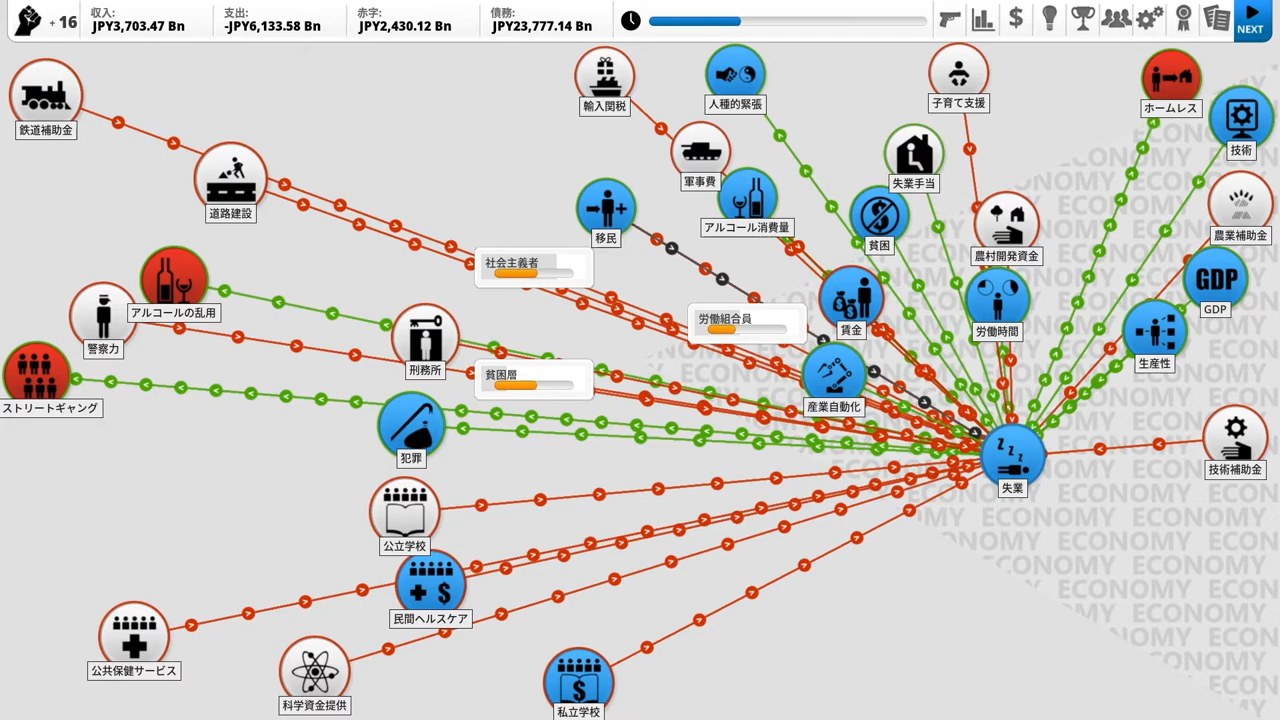 + 16
収入:
JPY3,703.47 Bn
支出:
-JPY6,133.58 Bn
赤字:
JPY2,430.12 Bn
債務:
JPY23,777.14 Bn
NEXT
鉄道補助金
輸入関税
人種的緊張
子育て支援
ホームレス
技術
道路建設
軍事費
アルコール消費量
失業手当
貧困
農村開発資金
農業補助金
移民
社会主義者
アルコールの乱用
警察力
刑務所
労働組合員
賃金
労働時間
GDP
GDP
生産性
ストリートギャング
貧困層
産業自動化
犯罪
失業
技術補助金
公立学校
民間ヘルスケア
公共保健サービス
科学資金提供
私立学校
ECONOMY ECONOMY